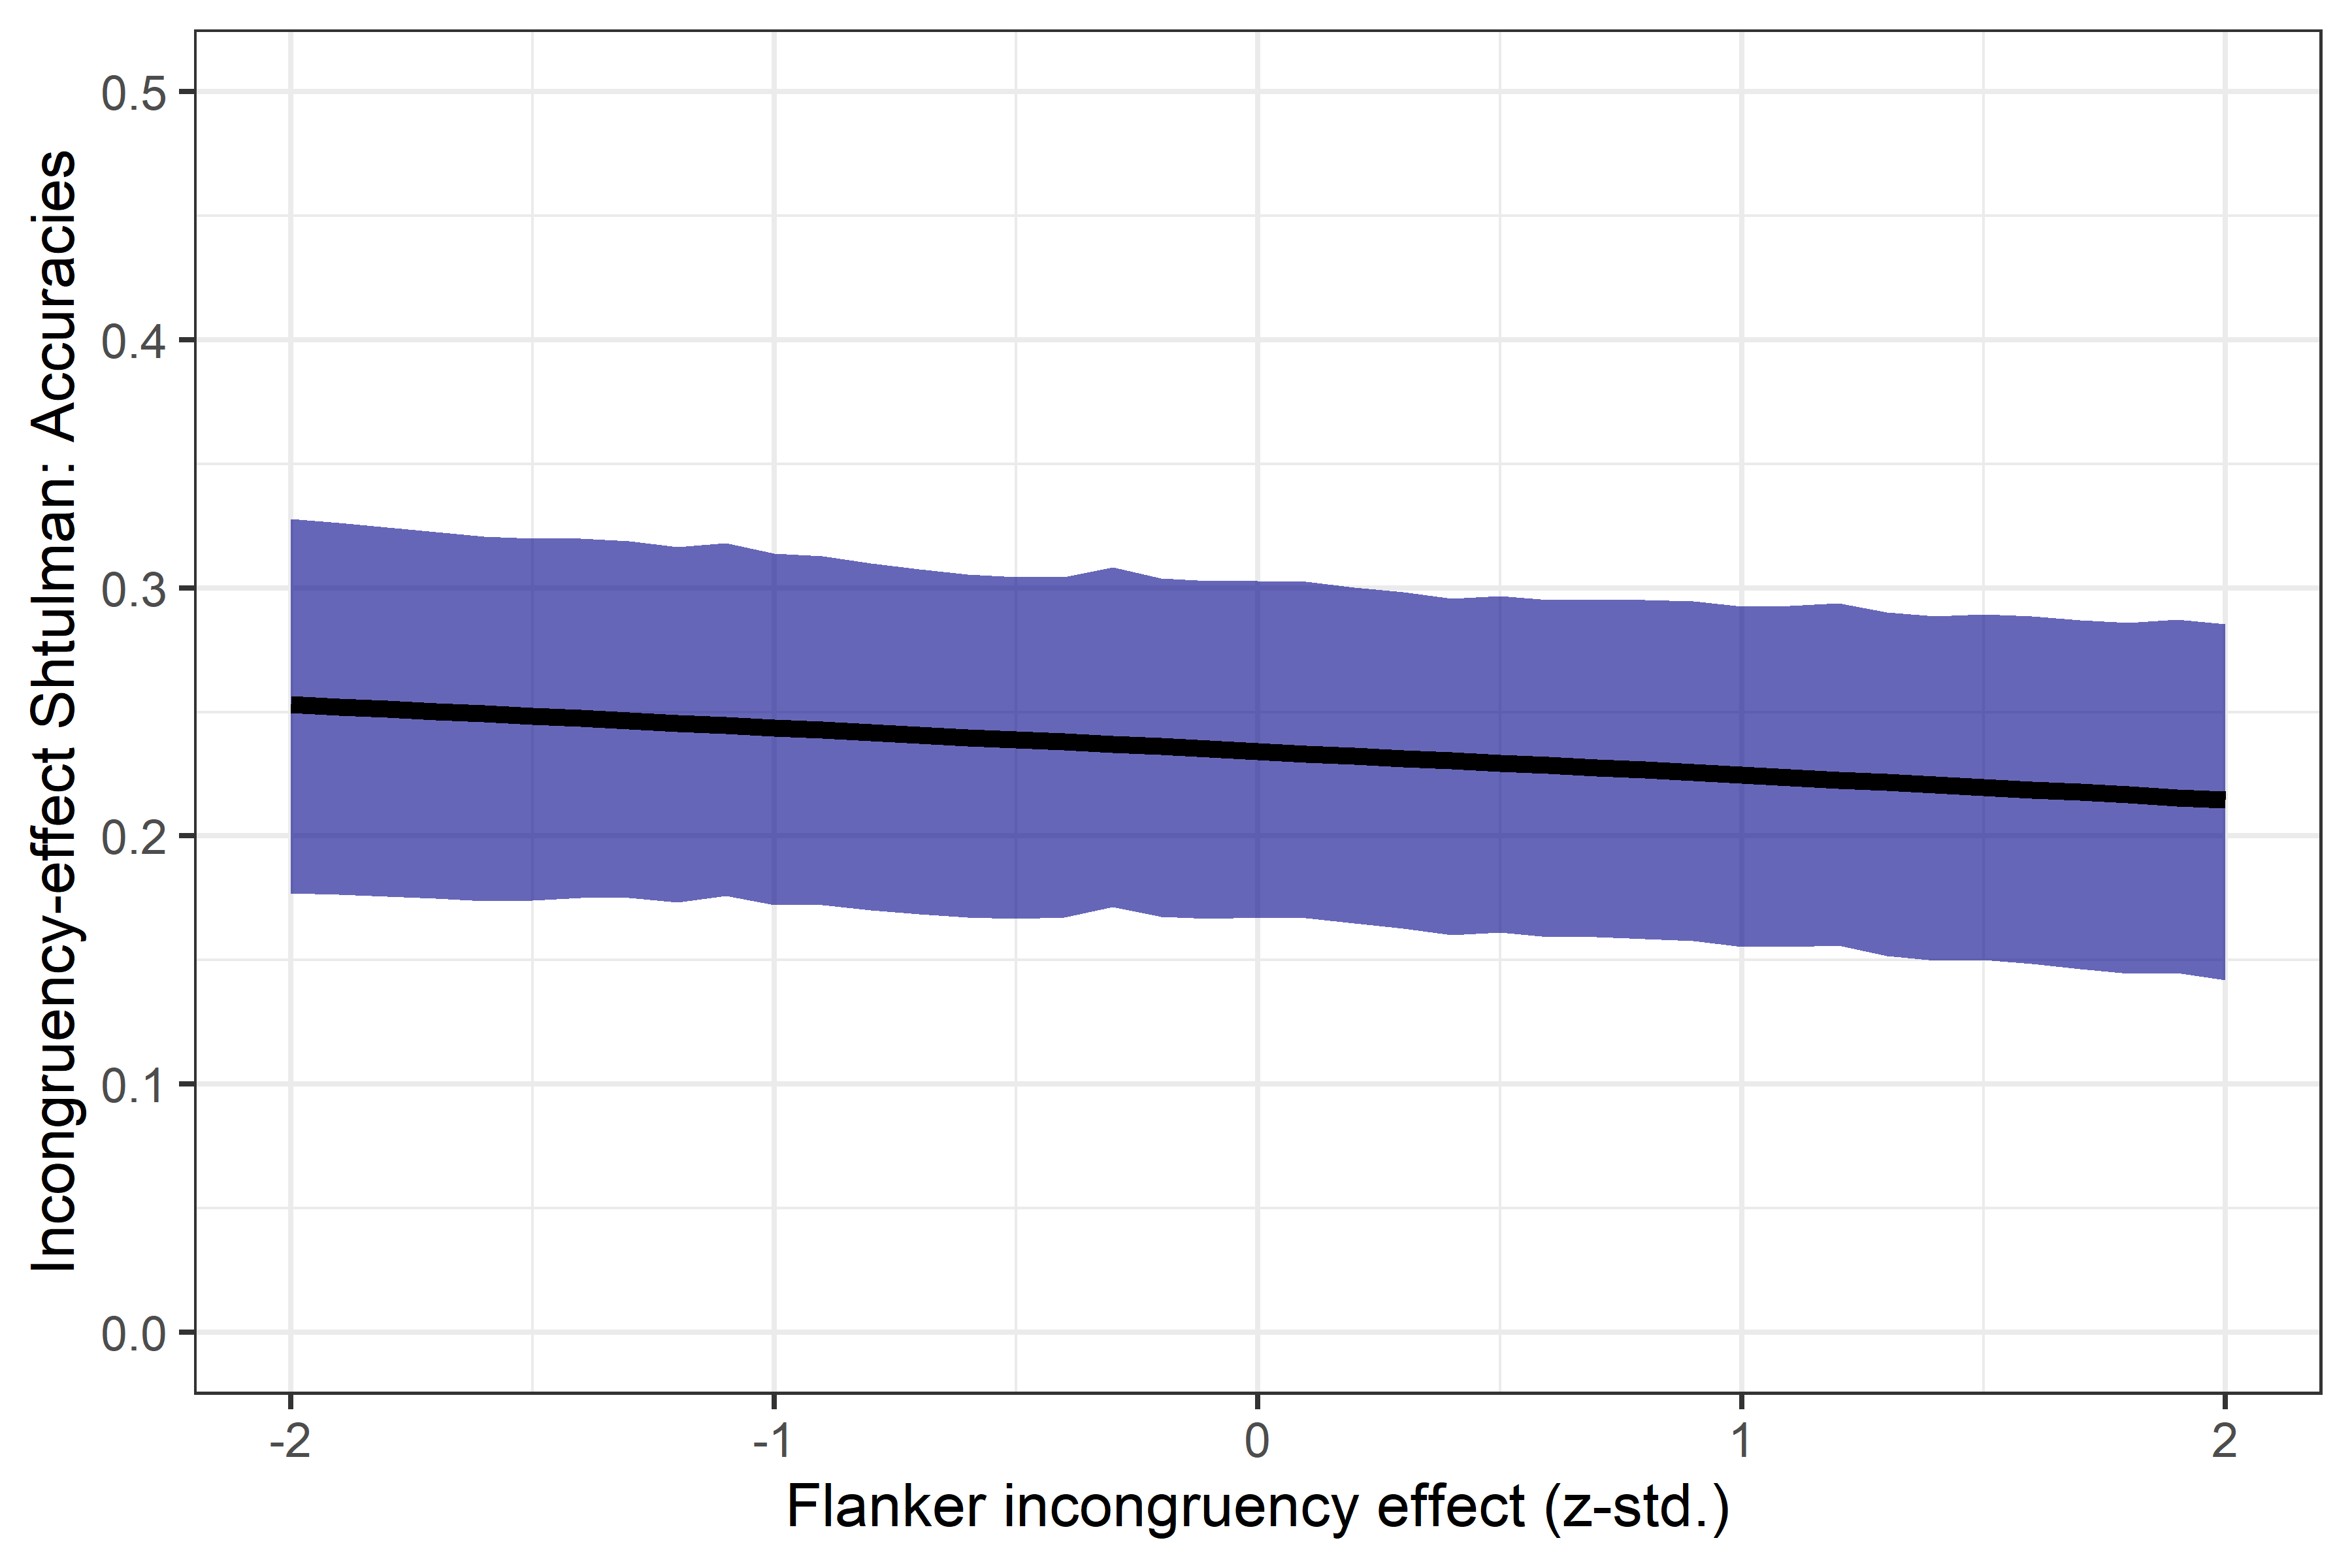 Incongruency-effect Shtulman: Accuracies
0.5
0.4
0.3
0.2
0.1
0.0
-2 -1 0 1 2
Flanker incongruency effect (z-std.)